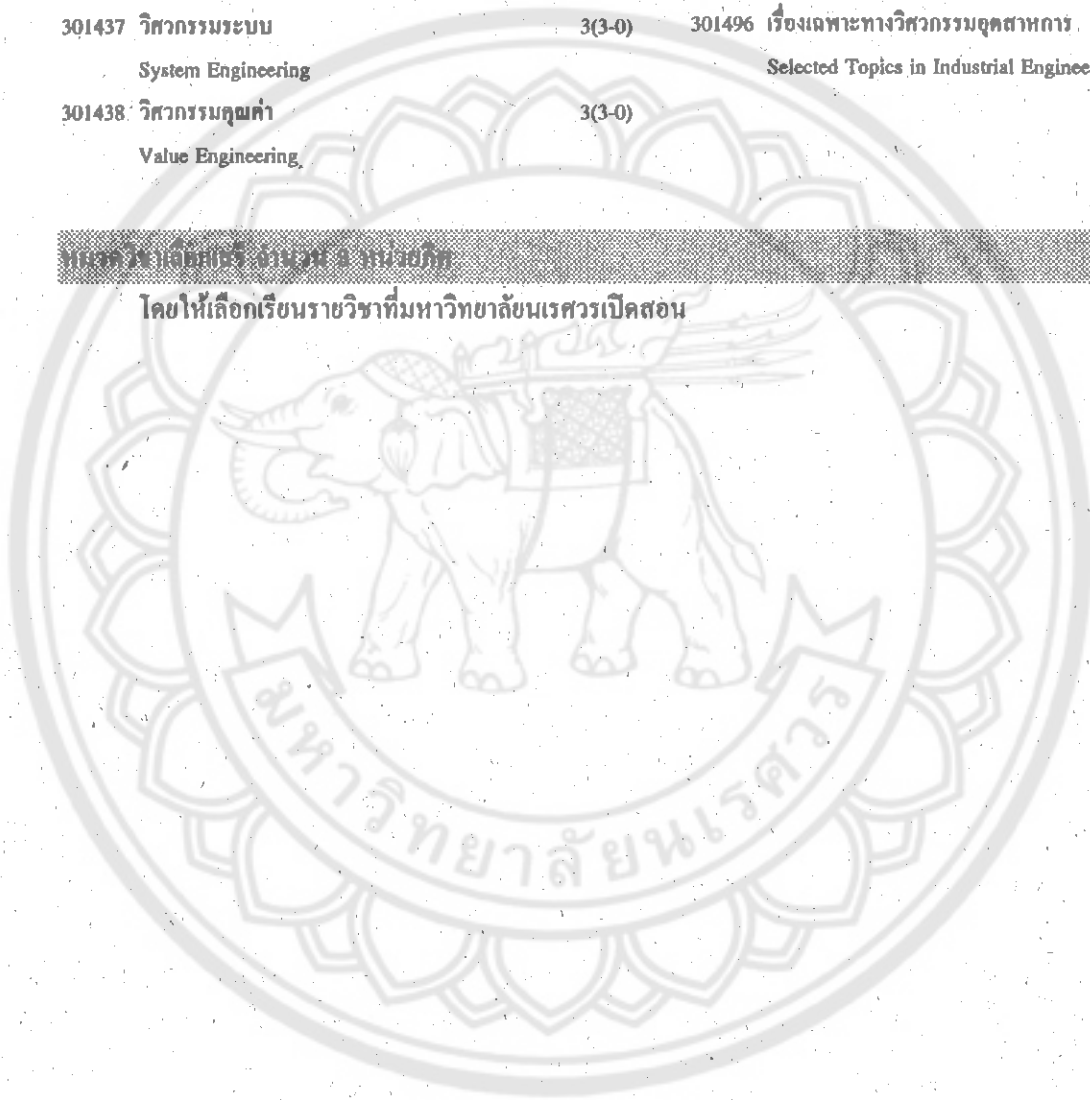 301437 วิศวกรรมระบบ 3(3-0)
System Engineering
301438 วิศวกรรมคุณค่า 3(3-0)
Value Engineering
301496 เรื่องเฉพาะทางวิศวกรรมอุตสาหการ
Selected Topics in Industrial Enginee
หมวดวิชาเลือกเสรี จำนวน หน่วยกิต
โดยให้เลือกเรียนรายวิชาที่มหาวิทยาลัยนเรศวรเปิดสอน
มหาวิทยาลัยนเรศวร